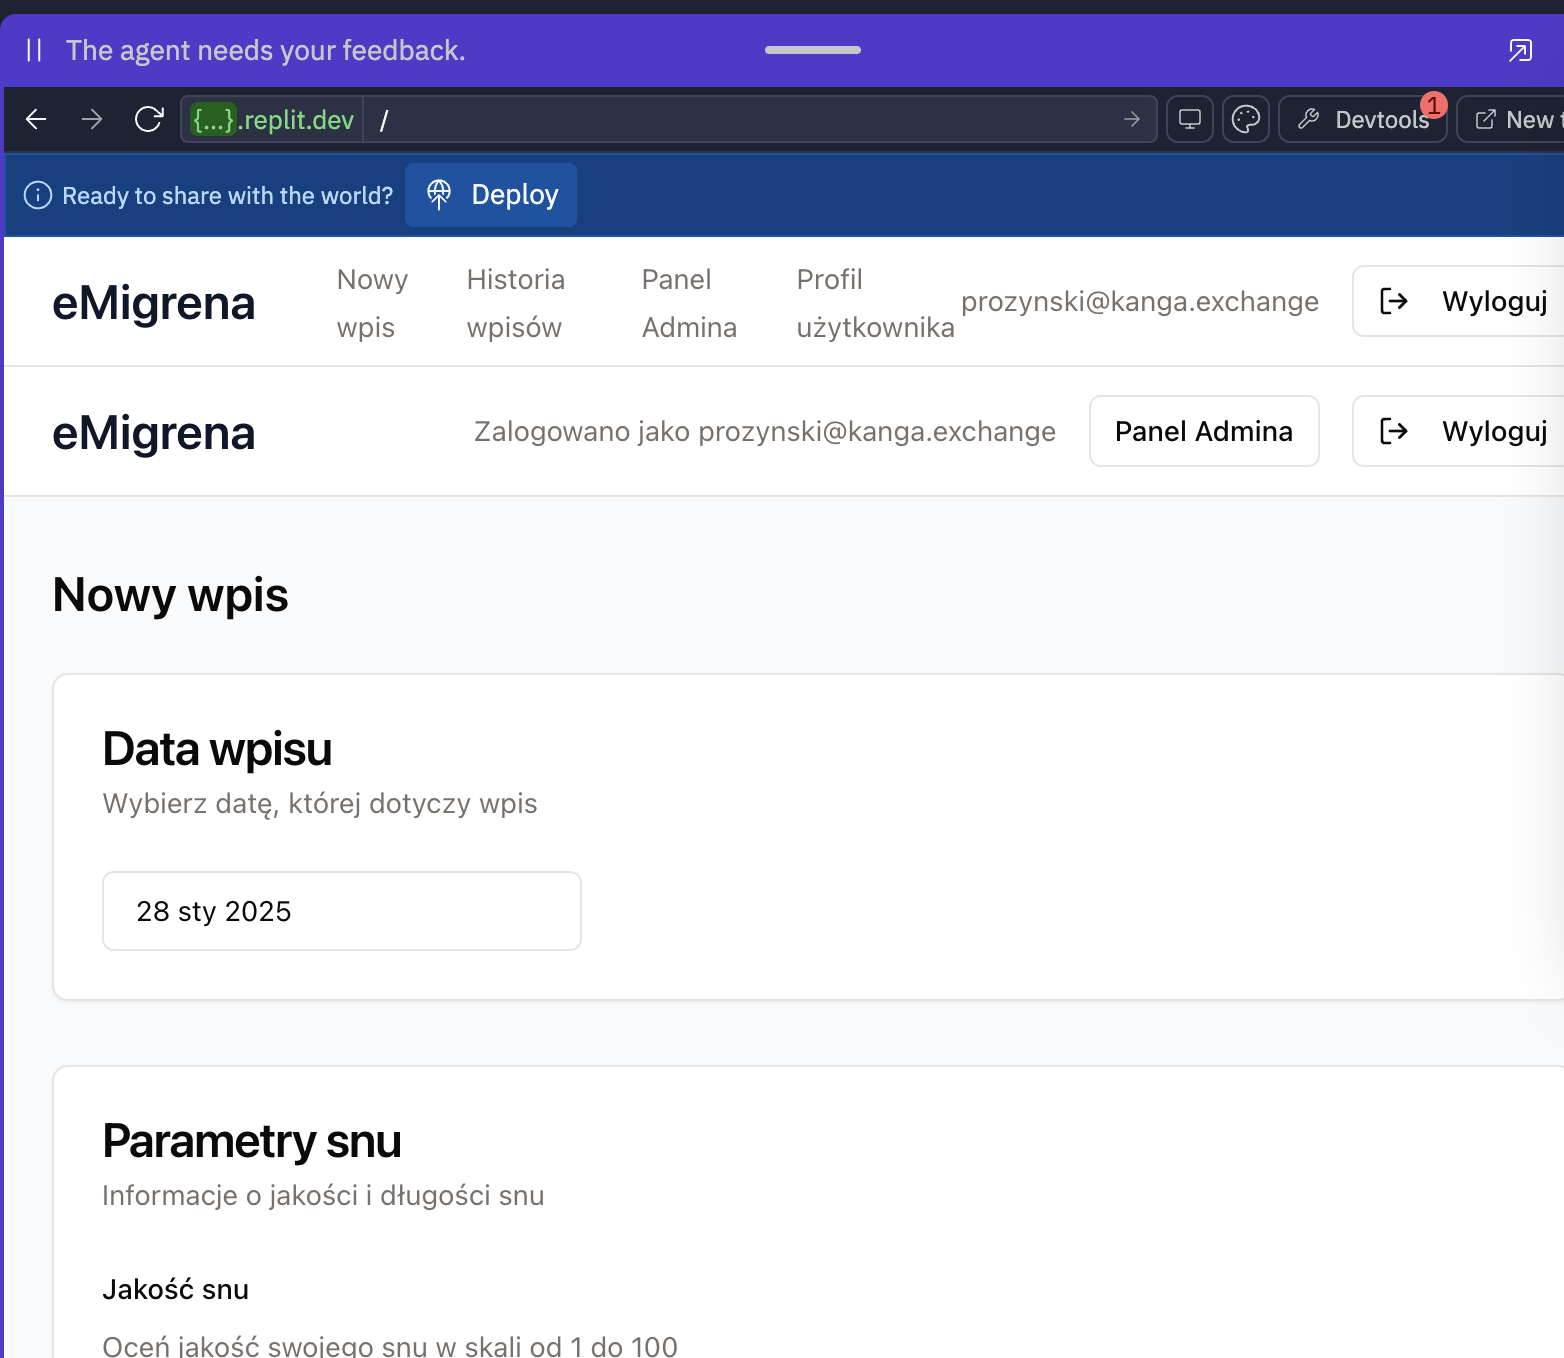 The agent needs your feedback.
{...}.replit.dev /
Devtools 1
New
Ready to share with the world? Deploy
eMigrena
Nowy wpis
Historia wpisów
Panel Admina
Profil użytkownika
prozynski@kanga.exchange
Wyloguj
eMigrena
Zalogowano jako prozynski@kanga.exchange
Panel Admina
Wyloguj
Nowy wpis
Data wpisu
Wybierz datę, której dotyczy wpis
28 sty 2025
Parametry snu
Informacje o jakości i długości snu
Jakość snu
Oceń jakość swojego snu w skali od 1 do 100